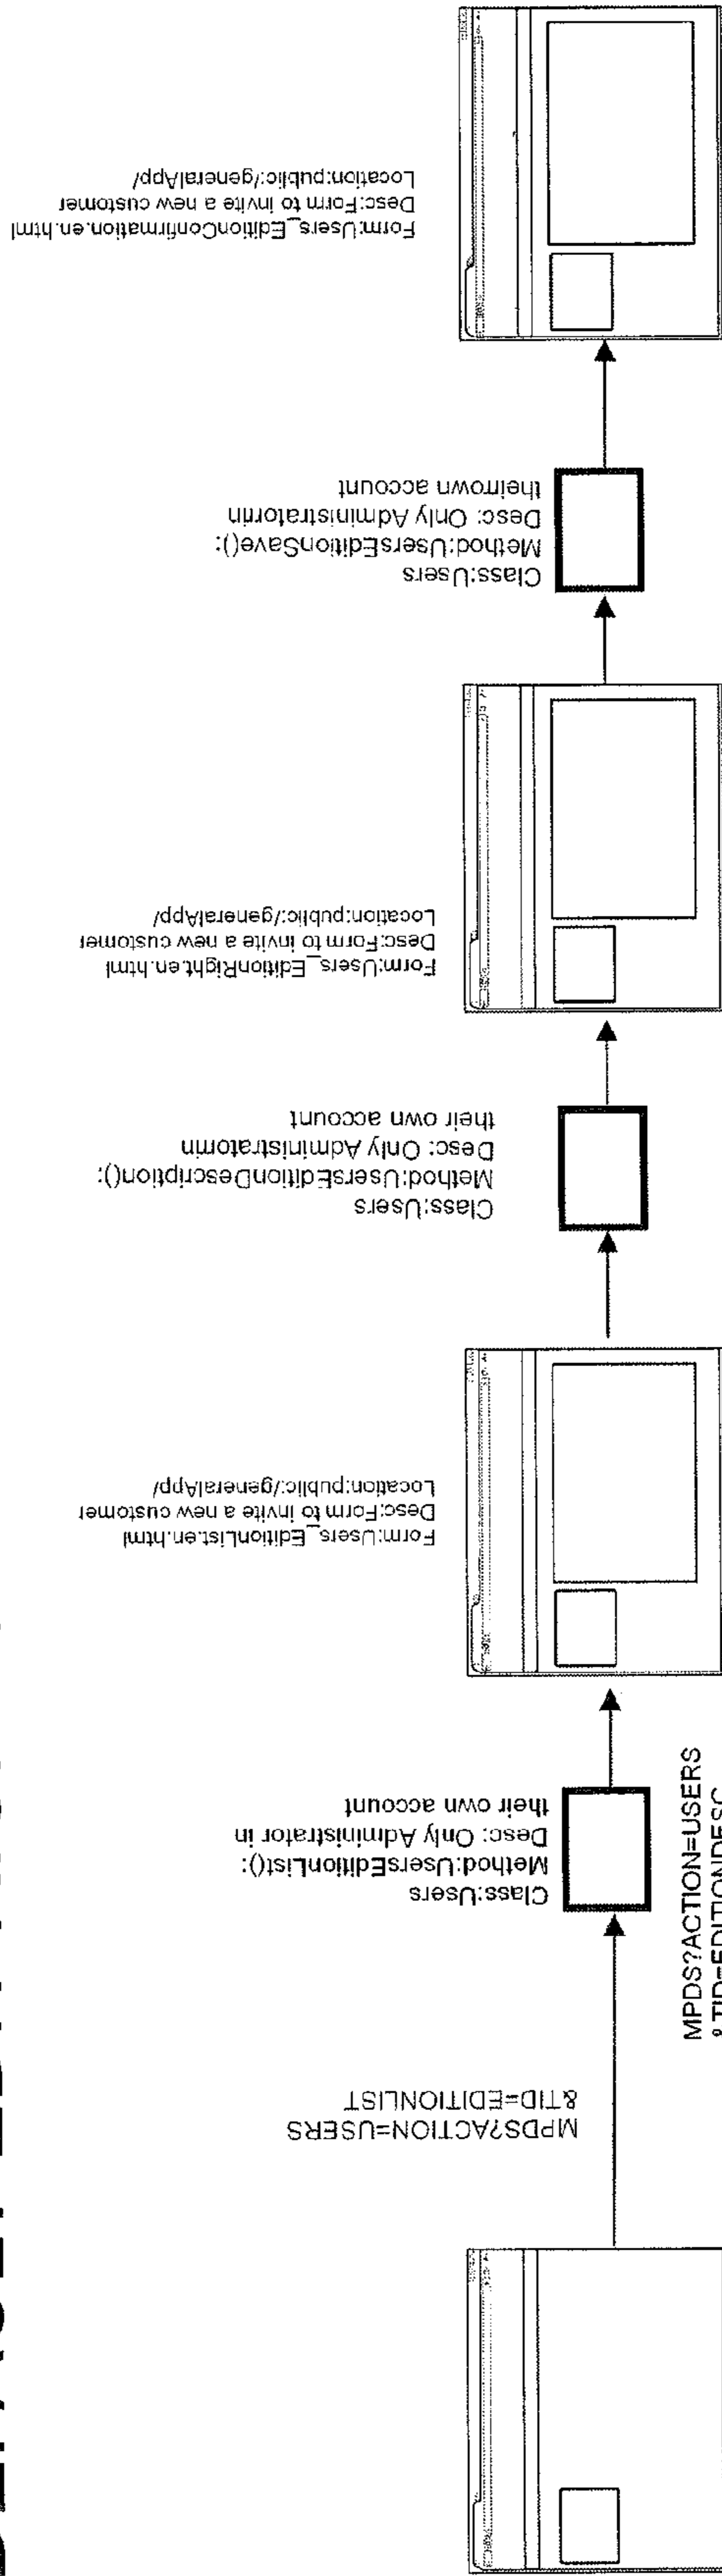 Form:Users_EditionConfirmation.en.html
Desc:Form to invite a new customer
Location:public:/generalApp/
Class:Users
Method:UsersEditionSave():
Desc: Only Administratorin
theirown account
Form:Users_EditionRight.en.html
Desc:Form to invite a new customer
Location:public:/generalApp/
Class:Users
Method:UsersEditionDescription():
Desc: Only Administratorin
their own account
Form:Users_EditionList.en.html
Desc:Form to invite a new customer
Location:public:/generalApp/
Class:Users
Method:UsersEditionList():
Desc: Only Administrator in
their own account
MPDS?ACTION=USERS
&TID=EDITIONDESC
MPDS?ACTION=USERS
&TID=EDITIONLIST